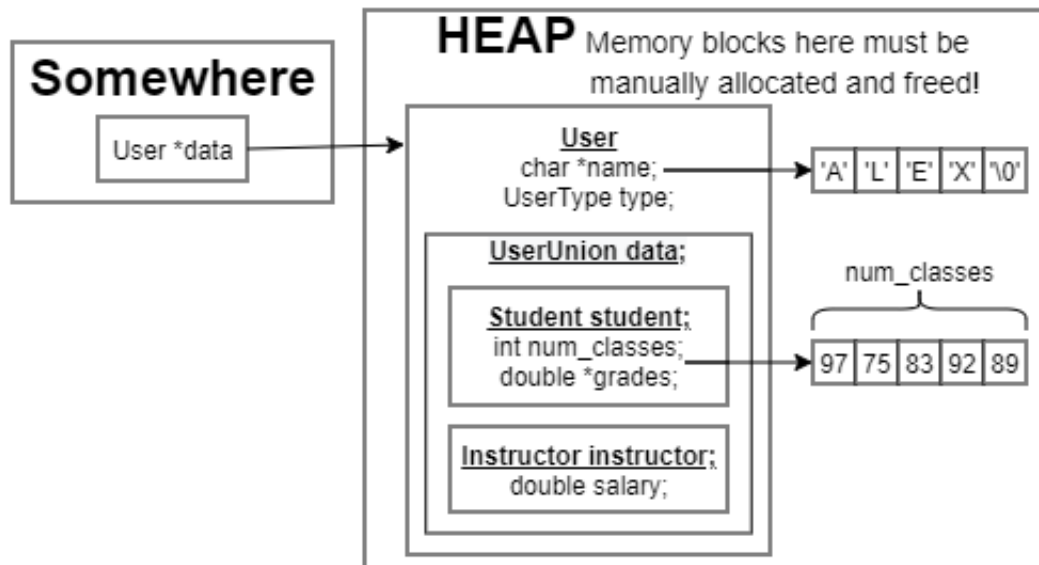 HEAP Memory blocks here must be
manually allocated and freed!
Somewhere
User *data
User
char *name;
UserType type;
'A' 'L' 'E' 'X' '\0'
UserUnion data;
Student student;
int num_classes;
double *grades;
num_classes
97 75 83 92 89
Instructor instructor;
double salary;